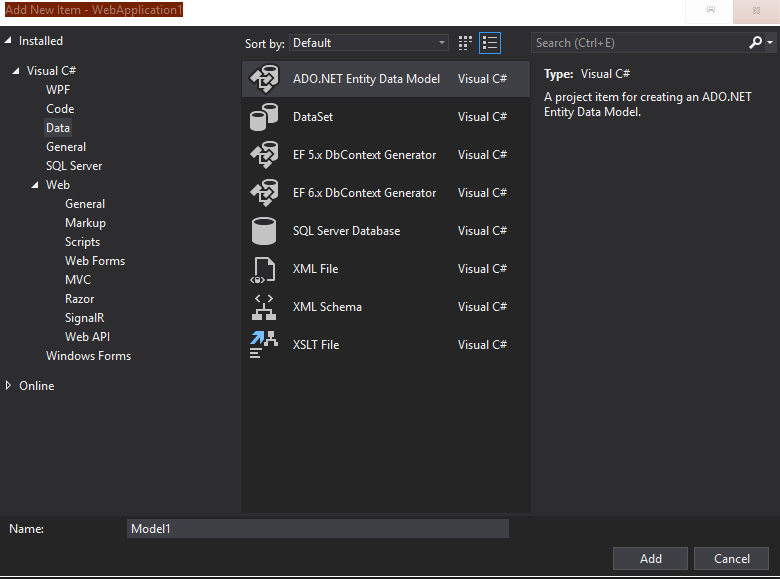 Add New Item - WebApplication1
Installed
Visual C#
WPF
Code
Data
General
SQL Server
Web
General
Markup
Scripts
Web Forms
MVC
Razor
SignalR
Web API
Windows Forms
Online
Sort by: Default
ADO.NET Entity Data Model Visual C#
DataSet Visual C#
EF 5.x DbContext Generator Visual C#
EF 6.x DbContext Generator Visual C#
SQL Server Database Visual C#
XML File Visual C#
XML Schema Visual C#
XSLT File Visual C#
Search (Ctrl+E)
Type: Visual C#
A project item for creating an ADO.NET
Entity Data Model.
Name: Model1
Add Cancel